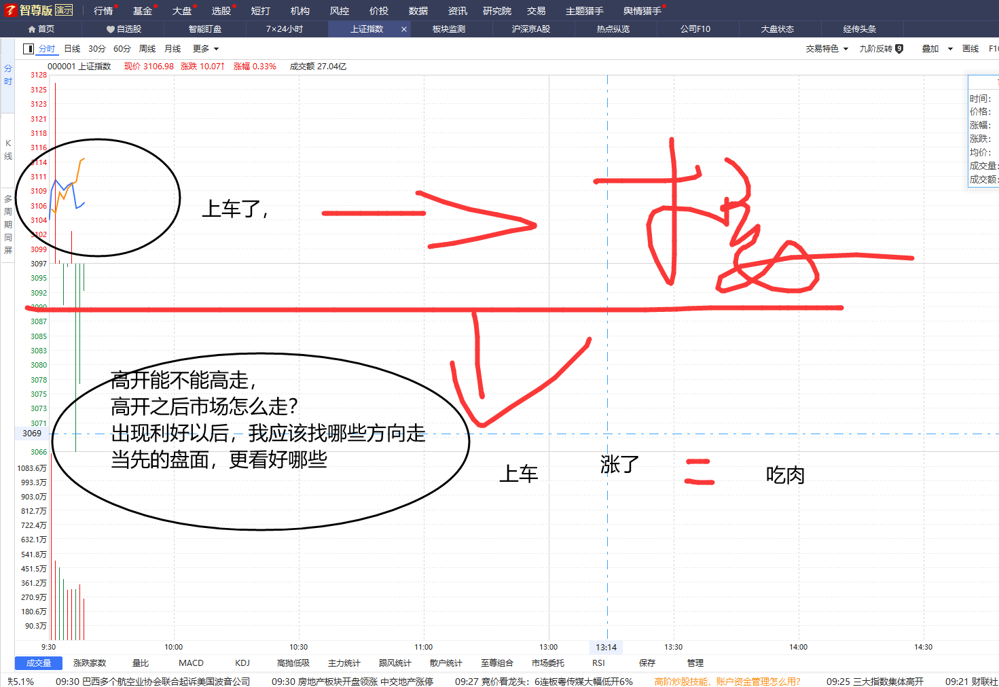 智尊版 演示 行情 基金 大盘 选股 短打 机构 风控 价投 数据 资讯 研究院 交易 主题猎手 舆情猎手
首页 自选股 智能盯盘 7×24小时 上证指数 × 板块监测 沪深京A股 热点纵览 公司F10 大盘状态 经传头条
分时 日线 30分 60分 周线 月线 更多 交易特色 九阶反转 9 叠加 画线 F10
000001 上证指数 现价 3106.98 涨跌 10.07↑ 涨幅 0.33% 成交额 27.04亿
分时
K线
多周期同屏
3128
3125
3123
3121
3118
3116
3114
3111
3109
3106
3104
3102
3099
3097
3095
3092
3090
3087
3085
3083
3080
3078
3075
3073
3071
3069
3066
时间:
价格:
涨幅:
涨跌:
均价:
成交量:
成交额:
上车了,
高开能不能高走,
高开之后市场怎么走?
出现利好以后，我应该找哪些方向走
当先的盘面，更看好哪些
上车 涨了 = 吃肉
1083.6万
993.3万
903.0万
812.7万
722.4万
632.1万
541.8万
451.5万
361.2万
270.9万
180.6万
90.3万
9:30 10:00 10:30 11:00 13:00 13:14 13:30 14:00 14:30
成交量 涨跌家数 量比 MACD KDJ 高抛低吸 主力统计 跟风统计 散户统计 至尊组合 市场委托 RSI 保存 管理
跌5.1% 09:30 巴西多个航空业协会联合起诉美国波音公司 09:30 房地产板块开盘领涨 中交地产涨停 09:27 竞价看龙头：6连板粤传媒大幅低开6% 高阶炒股技能，账户资金管理怎么用? 09:25 三大指数集体高开 09:21 财联社